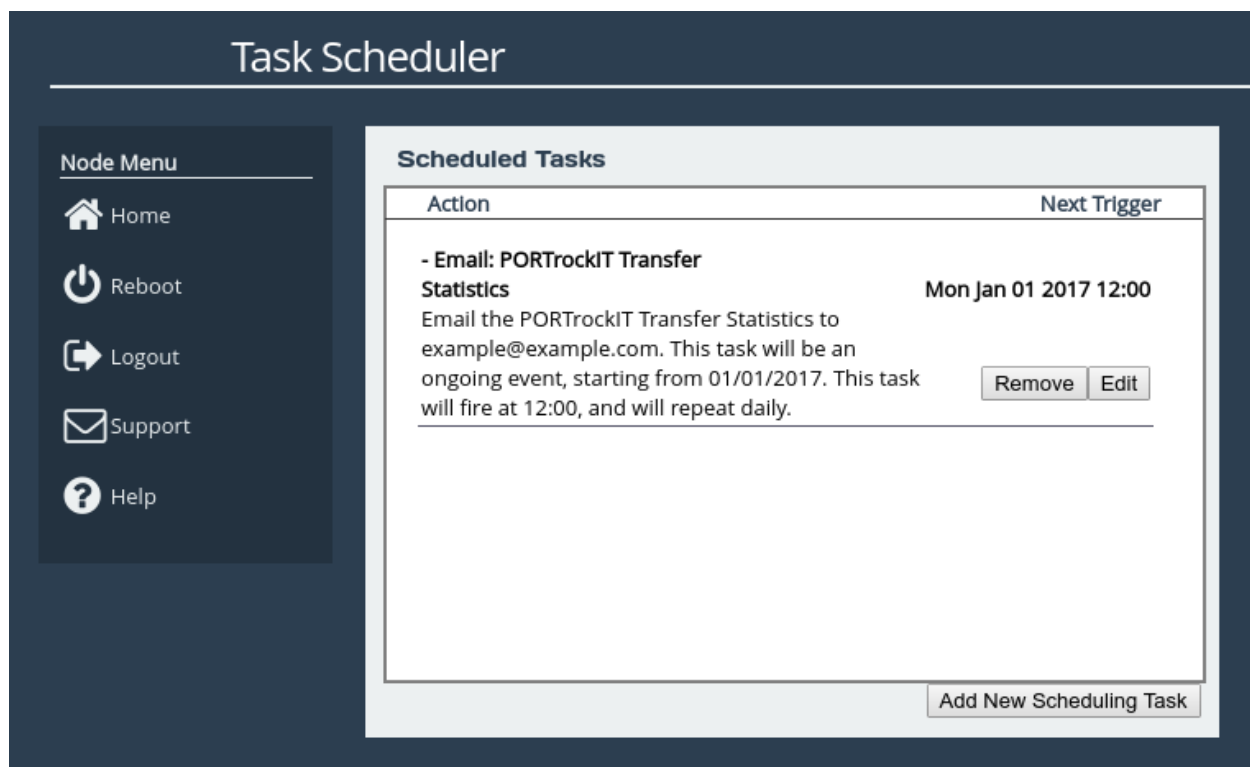 Task Scheduler
Node Menu
Home
Reboot
Logout
Support
Help
Scheduled Tasks
Action Next Trigger
- Email: PORTrockIT Transfer
Statistics Mon Jan 01 2017 12:00
Email the PORTrockIT Transfer Statistics to
example@example.com. This task will be an
ongoing event, starting from 01/01/2017. This task
will fire at 12:00, and will repeat daily.
Remove Edit
Add New Scheduling Task